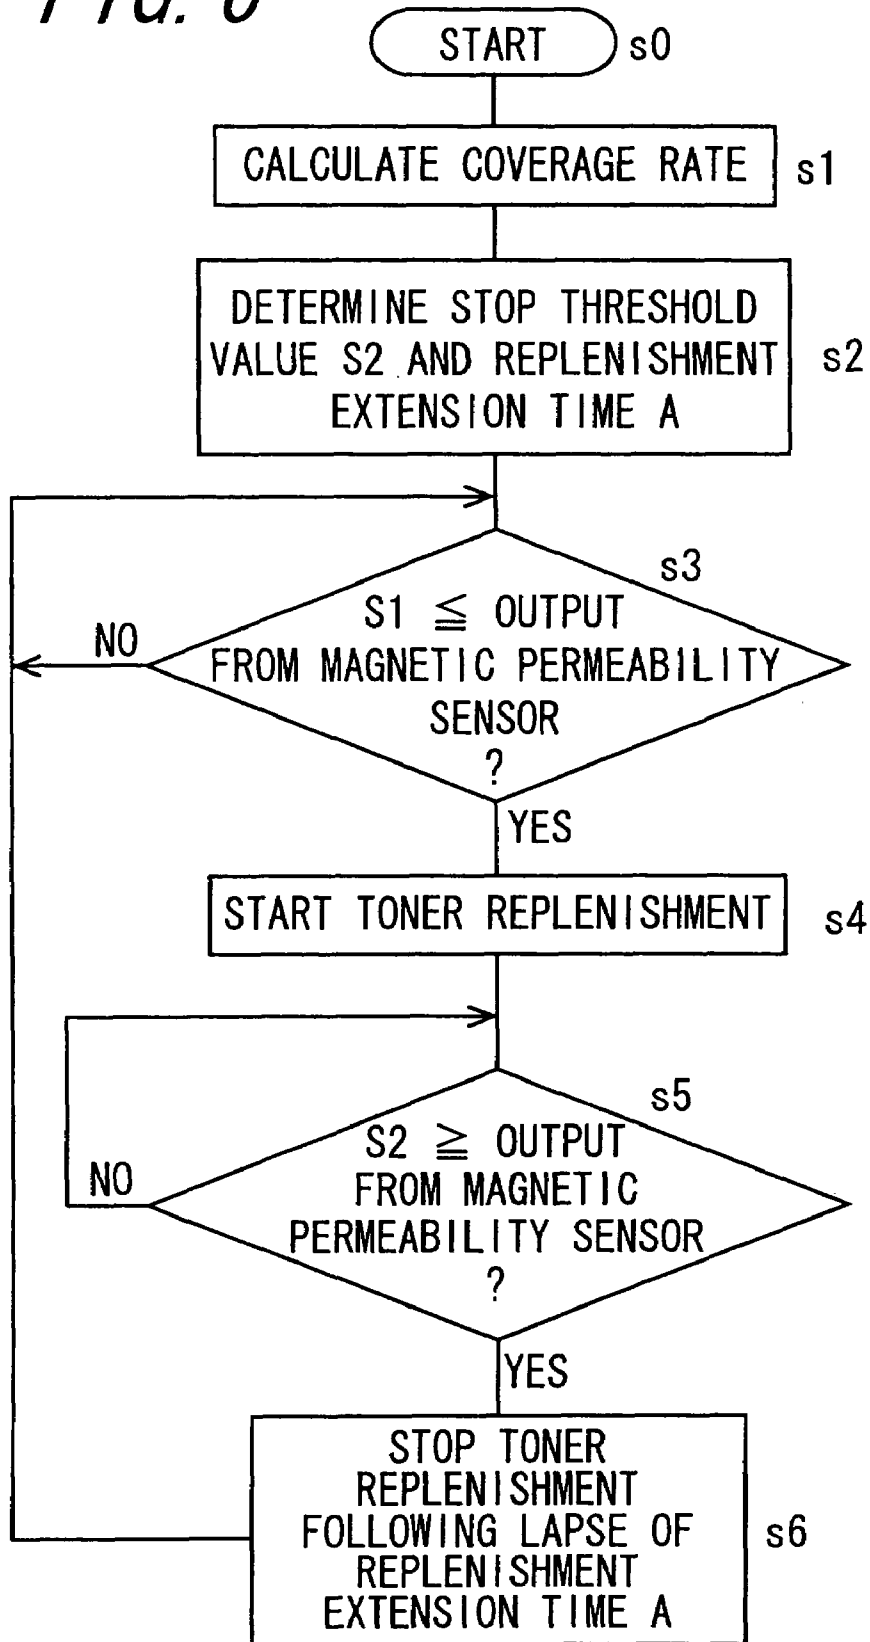 START s0
CALCULATE COVERAGE RATE s1
DETERMINE STOP THRESHOLD
VALUE S2 AND REPLENISHMENT s2
EXTENSION TIME A
s3
S1 ≦ OUTPUT
NO
FROM MAGNETIC PERMEABILITY
SENSOR
?
YES
START TONER REPLENISHMENT s4
s5
S2 ≧ OUTPUT
NO
FROM MAGNETIC
PERMEABILITY SENSOR
?
YES
STOP TONER
REPLENISHMENT
FOLLOWING LAPSE OF s6
REPLENISHMENT
EXTENSION TIME A